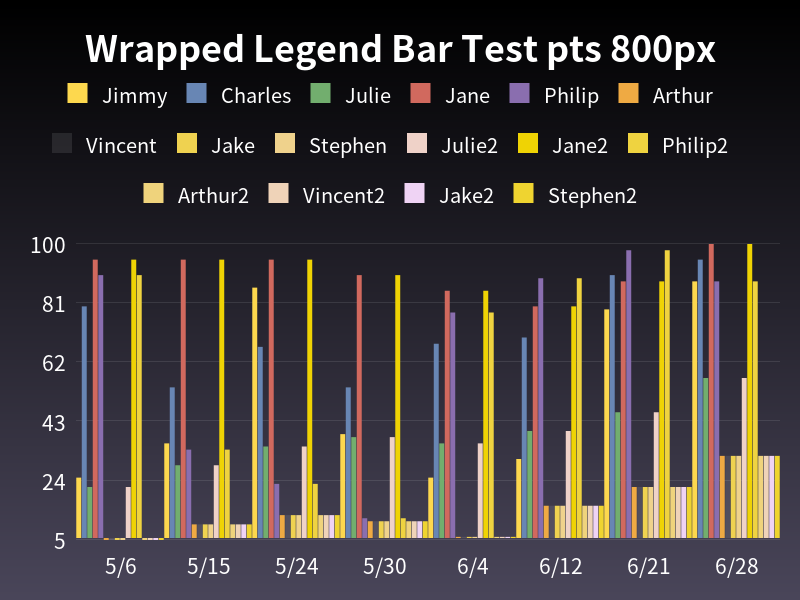 Wrapped Legend Bar Test pts 800px
Jimmy Charles Julie Jane Philip Arthur
Vincent Jake Stephen Julie2 Jane2 Philip2
Arthur2 Vincent2 Jake2 Stephen2
100
81
62
43
24
5
5/6 5/15 5/24 5/30 6/4 6/12 6/21 6/28